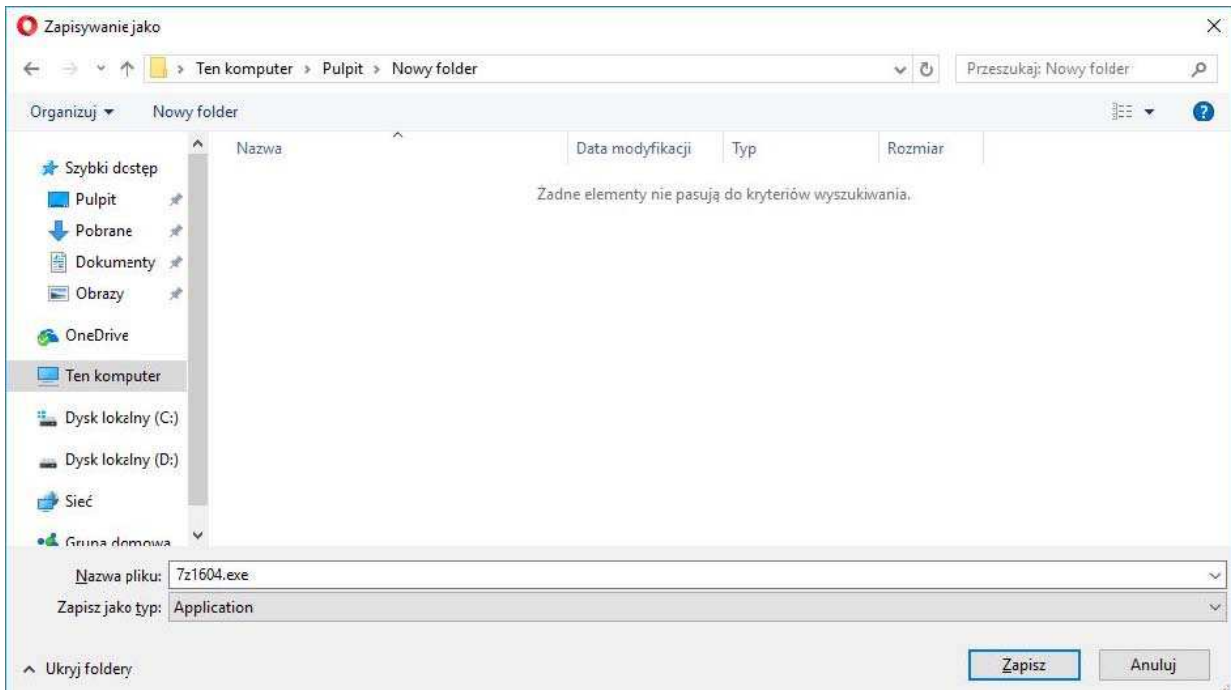 Zapisywanie jako
Ten komputer > Pulpit > Nowy folder
Przeszukaj: Nowy folder
Organizuj
Nowy folder
Nazwa
Data modyfikacji
Typ
Rozmiar
Żadne elementy nie pasują do kryteriów wyszukiwania.
Szybki dostęp
Pulpit
Pobrane
Dokumenty
Obrazy
OneDrive
Ten komputer
Dysk lokalny (C:)
Dysk lokalny (D:)
Sieć
Grupa domowa
Nazwa pliku: 7z1604.exe
Zapisz jako typ: Application
Ukryj foldery
Zapisz
Anuluj